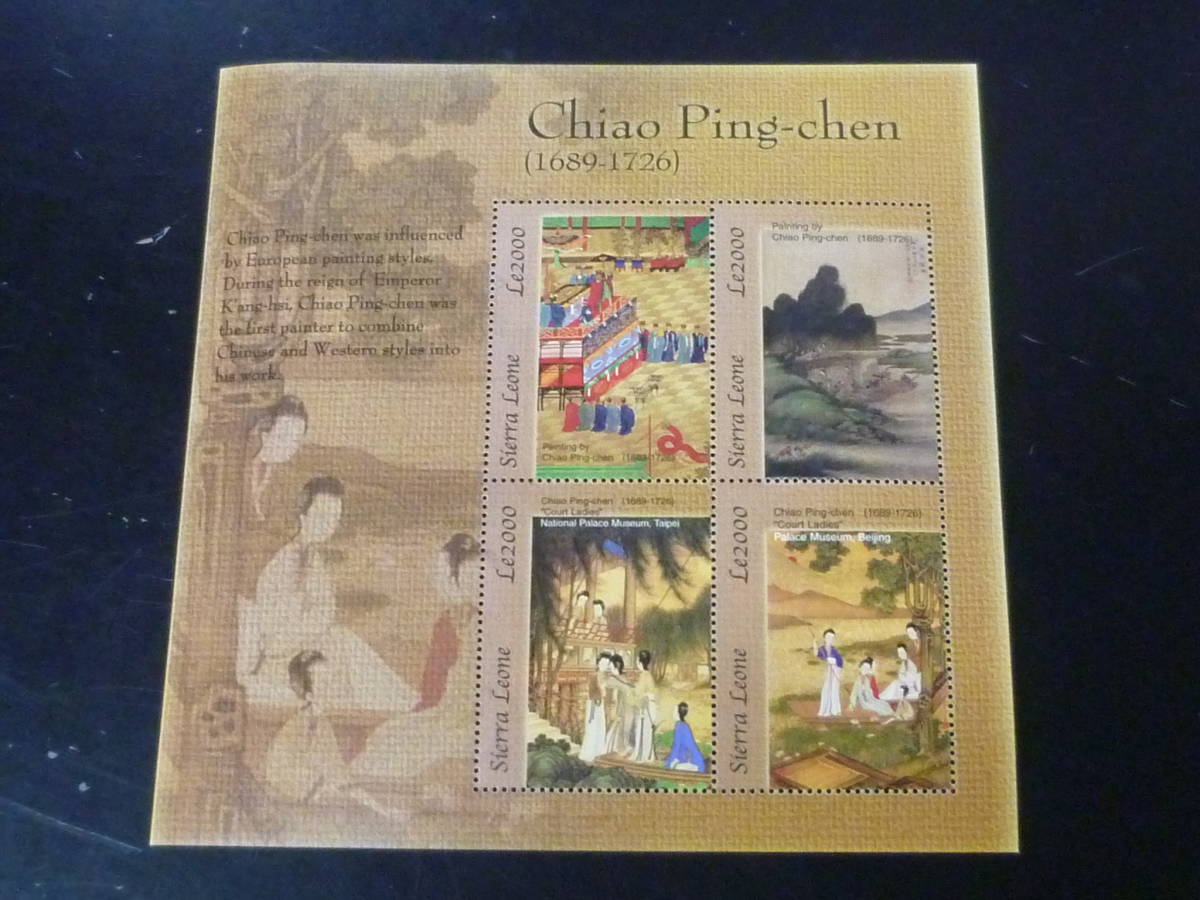 Chiao Ping-chen
(1689-1726)
Chiao Ping-chen was influenced
by European painting styles.
During the reign of Emperor
K'ang-hsi, Chiao Ping-chen was
the first painter to combine
Chinese and Western styles into
his work.
Sierra Leone Le2000
Painting by
Chiao Ping-chen (1689-1726)
Sierra Leone Le2000
Painting by
Chiao Ping-chen (1689-1726)
Sierra Leone Le2000
Chiao Ping-chen (1689-1726)
"Court Ladies"
National Palace Museum, Taipei
Sierra Leone Le2000
Chiao Ping-chen (1689-1726)
"Court Ladies"
Palace Museum, Beijing